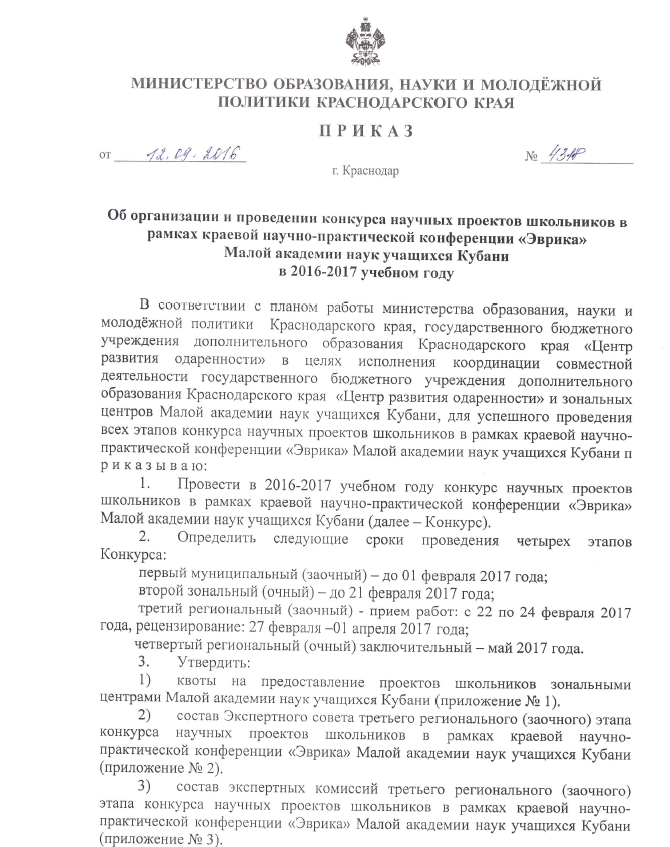 МИНИСТЕРСТВО ОБРАЗОВАНИЯ, НАУКИ И МОЛОДЁЖНОЙ
ПОЛИТИКИ КРАСНОДАРСКОГО КРАЯ
П Р И К А З
от 12.09.2016 №
г. Краснодар
Об организации и проведении конкурса научных проектов школьников в
рамках краевой научно-практической конференции «Эврика»
Малой академии наук учащихся Кубани
в 2016-2017 учебном году
В соответствии с планом работы министерства образования, науки и
молодёжной политики Краснодарского края, государственного бюджетного
учреждения дополнительного образования Краснодарского края «Центр
развития одаренности» в целях исполнения координации совместной
деятельности государственного бюджетного учреждения дополнительного
образования Краснодарского края «Центр развития одаренности» и зональных
центров Малой академии наук учащихся Кубани, для успешного проведения
всех этапов конкурса научных проектов школьников в рамках краевой научно-
практической конференции «Эврика» Малой академии наук учащихся Кубани п
р и к а з ы в а ю:
1. Провести в 2016-2017 учебном году конкурс научных проектов
школьников в рамках краевой научно-практической конференции «Эврика»
Малой академии наук учащихся Кубани (далее – Конкурс).
2. Определить следующие сроки проведения четырех этапов
Конкурса:
первый муниципальный (заочный) – до 01 февраля 2017 года;
второй зональный (очный) – до 21 февраля 2017 года;
третий региональный (заочный) - прием работ: с 22 по 24 февраля 2017
года, рецензирование: 27 февраля –01 апреля 2017 года;
четвертый региональный (очный) заключительный – май 2017 года.
3. Утвердить:
1) квоты на предоставление проектов школьников зональными
центрами Малой академии наук учащихся Кубани (приложение № 1).
2) состав Экспертного совета третьего регионального (заочного) этапа
конкурса научных проектов школьников в рамках краевой научно-
практической конференции «Эврика» Малой академии наук учащихся Кубани
(приложение № 2).
3) состав экспертных комиссий третьего регионального (заочного)
этапа конкурса научных проектов школьников в рамках краевой научно-
практической конференции «Эврика» Малой академии наук учащихся Кубани
(приложение № 3).